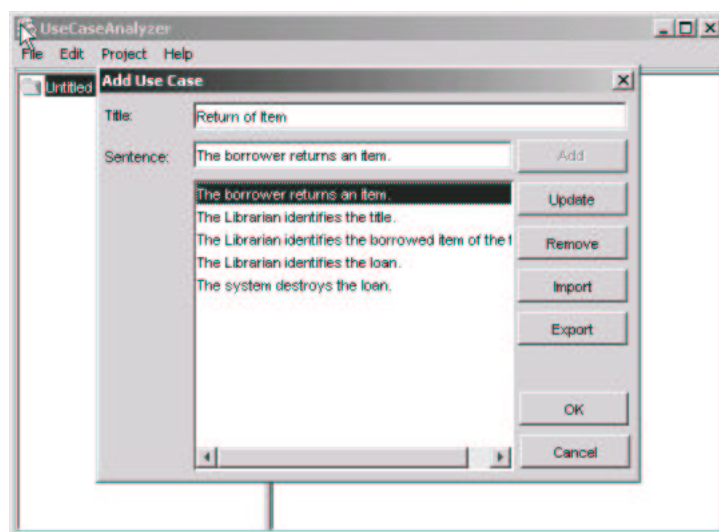 UseCaseAnalyzer
File Edit Project Help
Untitled
Add Use Case
Title: Return of Item
Sentence: The borrower returns an item. Add
The borrower returns an item. Update
The Librarian identifies the title.
The Librarian identifies the borrowed item of the t Remove
The Librarian identifies the loan.
The system destroys the loan. Import
Export
OK
Cancel